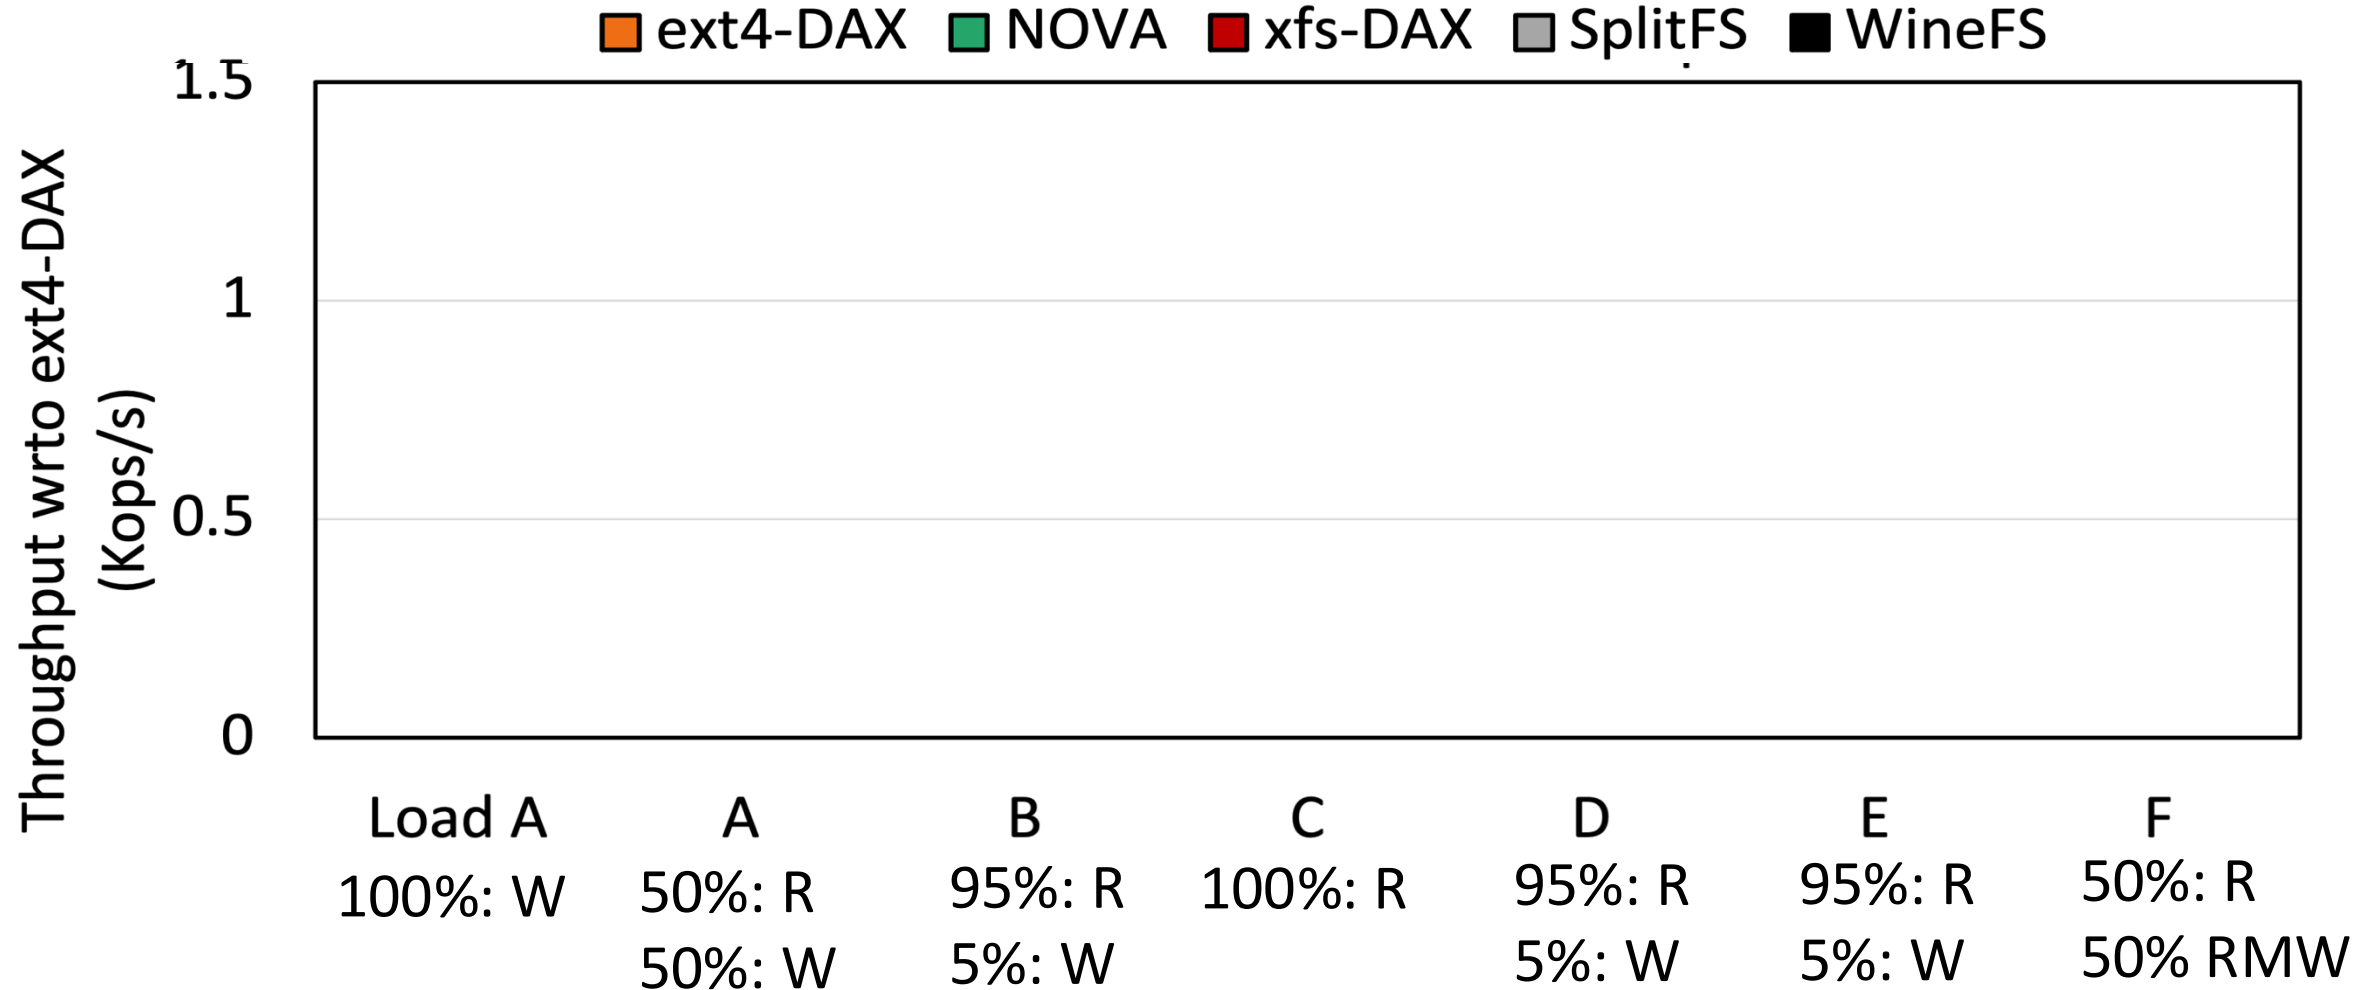 ext4-DAX NOVA xfs-DAX SplitFS WineFS
1.5
1
0.5
0
Throughput wrto ext4-DAX
(Kops/s)
Load A A B C D E F
100%: W 50%: R 95%: R 100%: R 95%: R 95%: R 50%: R
50%: W 5%: W 5%: W 5%: W 50% RMW